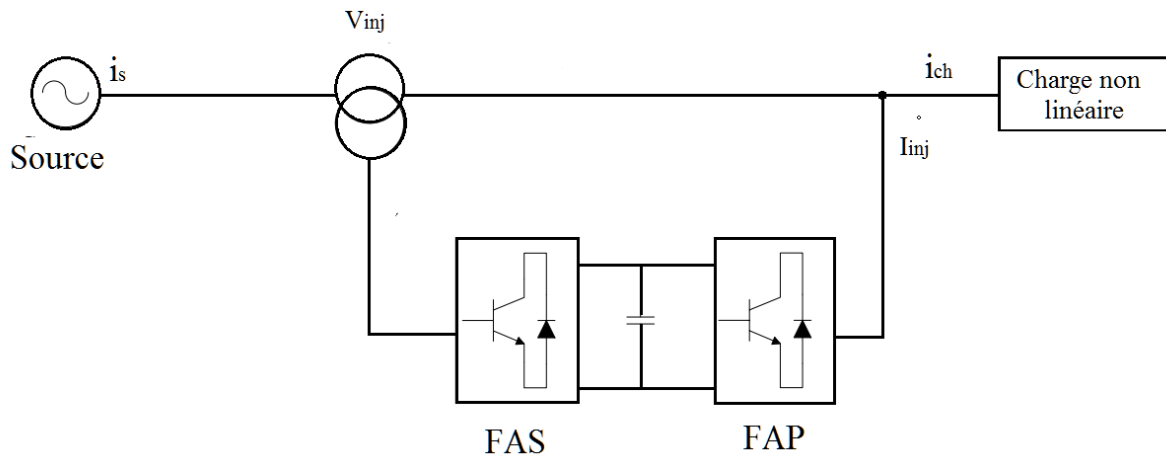 Vinj
is
ich
Charge non
linéaire
Source
Iinj
FAS
FAP